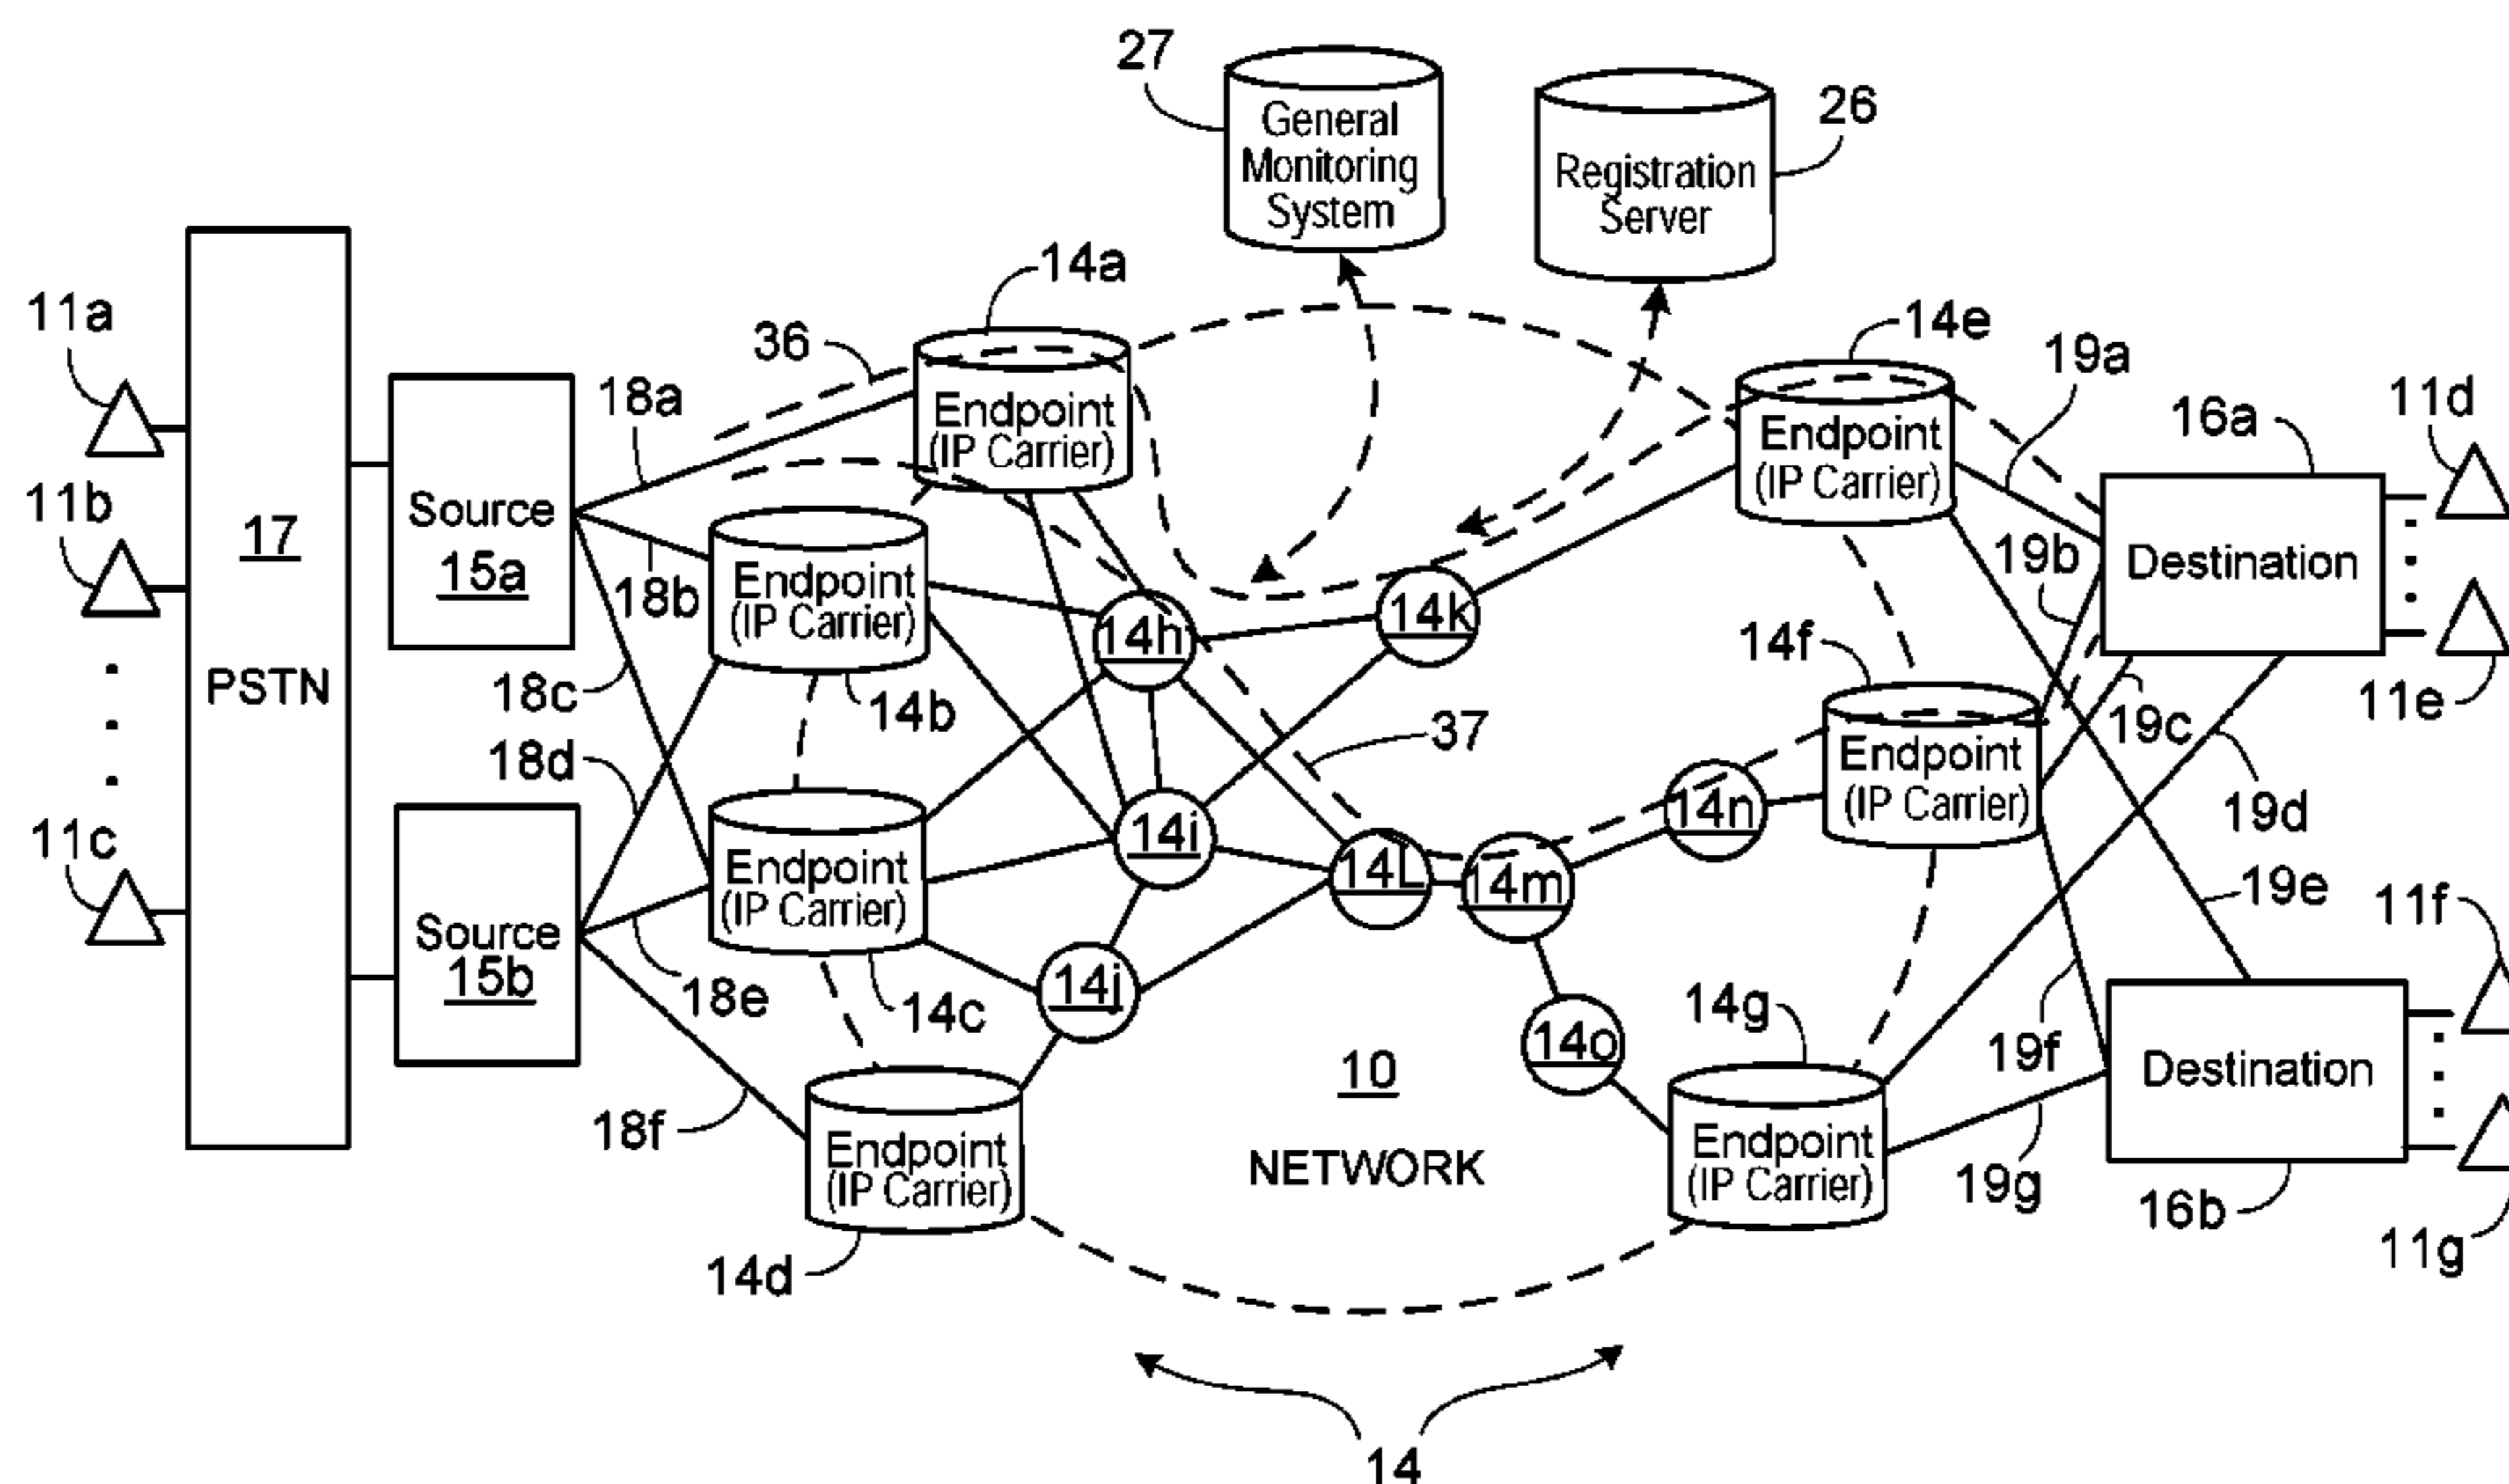 27
General
Monitoring
System
Registration
Server
26
14a
11a
36
18a
Endpoint
(IP Carrier)
14e
19a
Endpoint
(IP Carrier)
16a
11d
11b
17
PSTN
Source
15a
18b
Endpoint
(IP Carrier)
14h
14k
19b
Destination
14f
11e
18c
14b
37
19c
18d
Endpoint
(IP Carrier)
14n
19d
11c
Endpoint
(IP Carrier)
14i
14L
14m
19e
11f
Source
15b
18e
14c
14j
14g
14o
10
NETWORK
19f
Destination
18f
Endpoint
(IP Carrier)
Endpoint
(IP Carrier)
19g
16b
14d
11g
14